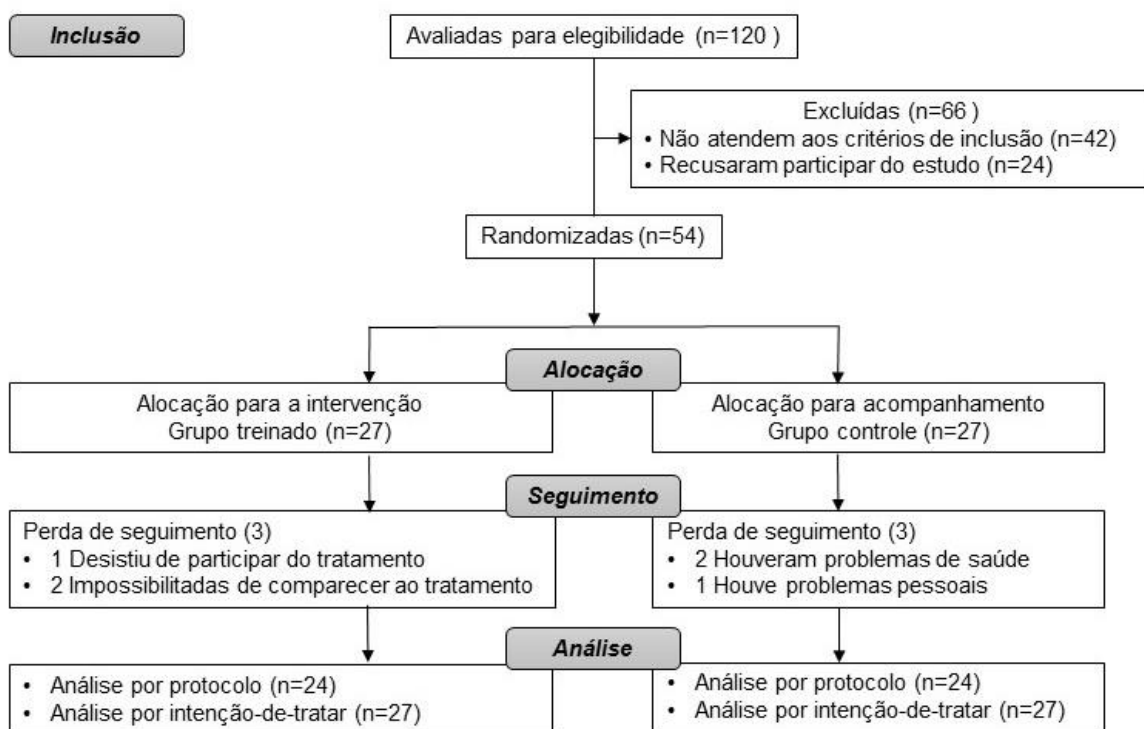 Inclusão
Avaliadas para elegibilidade (n=120 )
Excluídas (n=66 )
• Não atendem aos critérios de inclusão (n=42)
• Recusaram participar do estudo (n=24)
Randomizadas (n=54)
Alocação
Alocação para a intervenção
Grupo treinado (n=27)
Alocação para acompanhamento
Grupo controle (n=27)
Seguimento
Perda de seguimento (3)
• 1 Desistiu de participar do tratamento
• 2 Impossibilitadas de comparecer ao tratamento
Perda de seguimento (3)
• 2 Houveram problemas de saúde
• 1 Houve problemas pessoais
Análise
• Análise por protocolo (n=24)
• Análise por intenção-de-tratar (n=27)
• Análise por protocolo (n=24)
• Análise por intenção-de-tratar (n=27)